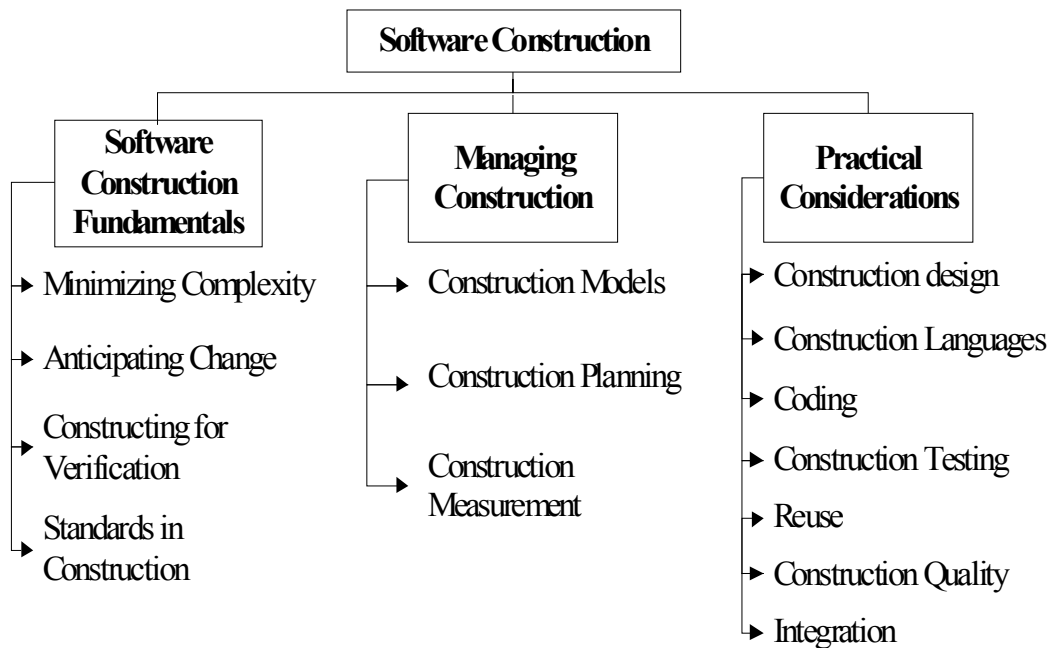 Software Construction
Software
Construction
Fundamentals
Minimizing Complexity
Anticipating Change
Constructing for
Verification
Standards in
Construction
Managing
Construction
Construction Models
Construction Planning
Construction
Measurement
Practical
Considerations
Construction design
Construction Languages
Coding
Construction Testing
Reuse
Construction Quality
Integration